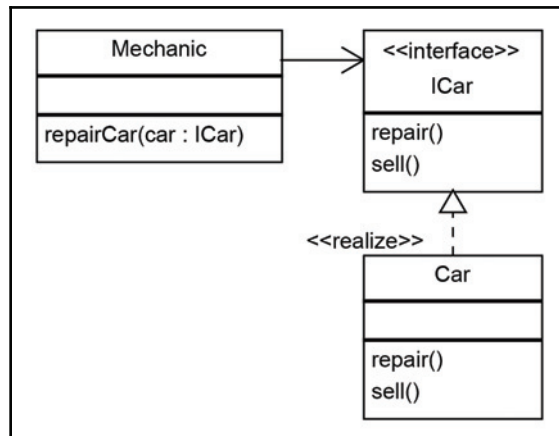 Mechanic
repairCar(car : ICar)
<<interface>>
ICar
repair()
sell()
<<realize>>
Car
repair()
sell()